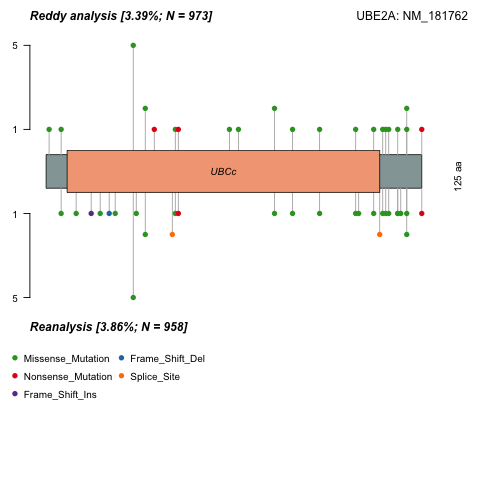 Reddy analysis [3.39%; N = 973]
UBE2A: NM_181762
5
1
UBCc
125 aa
1
5
Reanalysis [3.86%; N = 958]
Missense_Mutation
Frame_Shift_Del
Nonsense_Mutation
Splice_Site
Frame_Shift_Ins